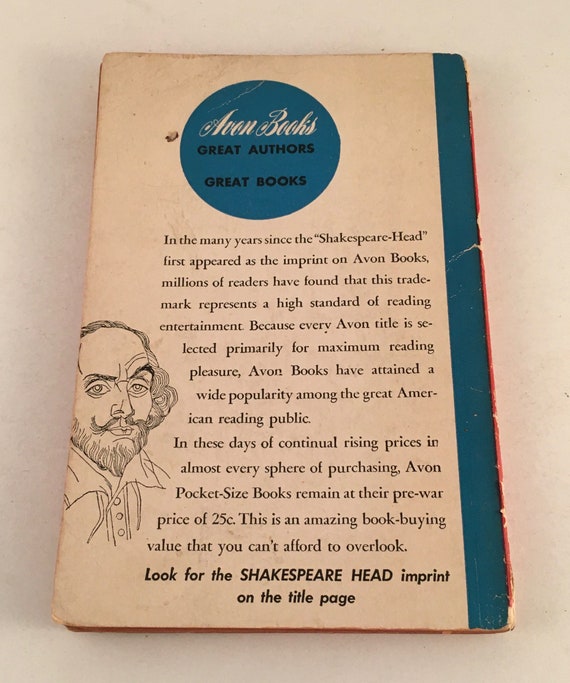 Avon Books
GREAT AUTHORS
GREAT BOOKS
In the many years since the "Shakespeare-Head"
first appeared as the imprint on Avon Books,
millions of readers have found that this trade-
mark represents a high standard of reading
entertainment. Because every Avon title is se-
lected primarily for maximum reading
pleasure, Avon Books have attained a
wide popularity among the great Amer-
ican reading public.
In these days of continual rising prices in
almost every sphere of purchasing, Avon
Pocket-Size Books remain at their pre-war
price of 25c. This is an amazing book-buying
value that you can't afford to overlook.
Look for the SHAKESPEARE HEAD imprint
on the title page